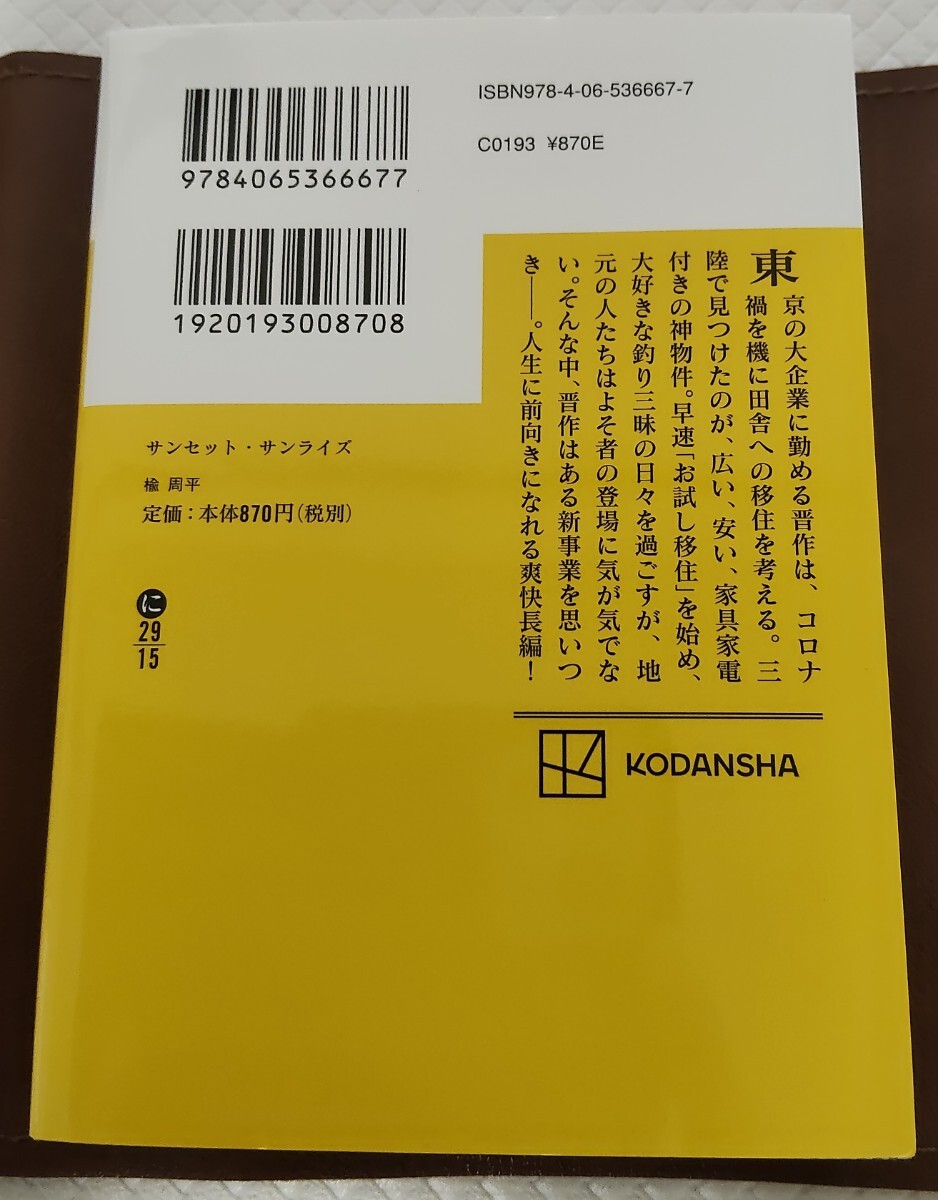 ISBN978-4-06-536667-7
C0193 ¥870E
9784065366677
1920193008708
東京の大企業に勤める晋作は、コロナ
禍を機に田舎への移住を考える。三
陸で見つけたのが、広い、安い、家具家電
付きの神物件。早速「お試し移住」を始め、
大好きな釣り三昧の日々を過ごすが、地
元の人たちはよそ者の登場に気が気でな
い。そんな中、晋作はある新事業を思いつ
き――。人生に前向きになれる爽快長編!
サンセット・サンライズ
楡 周平
定価:本体870円(税別)
に
29
15
KODANSHA